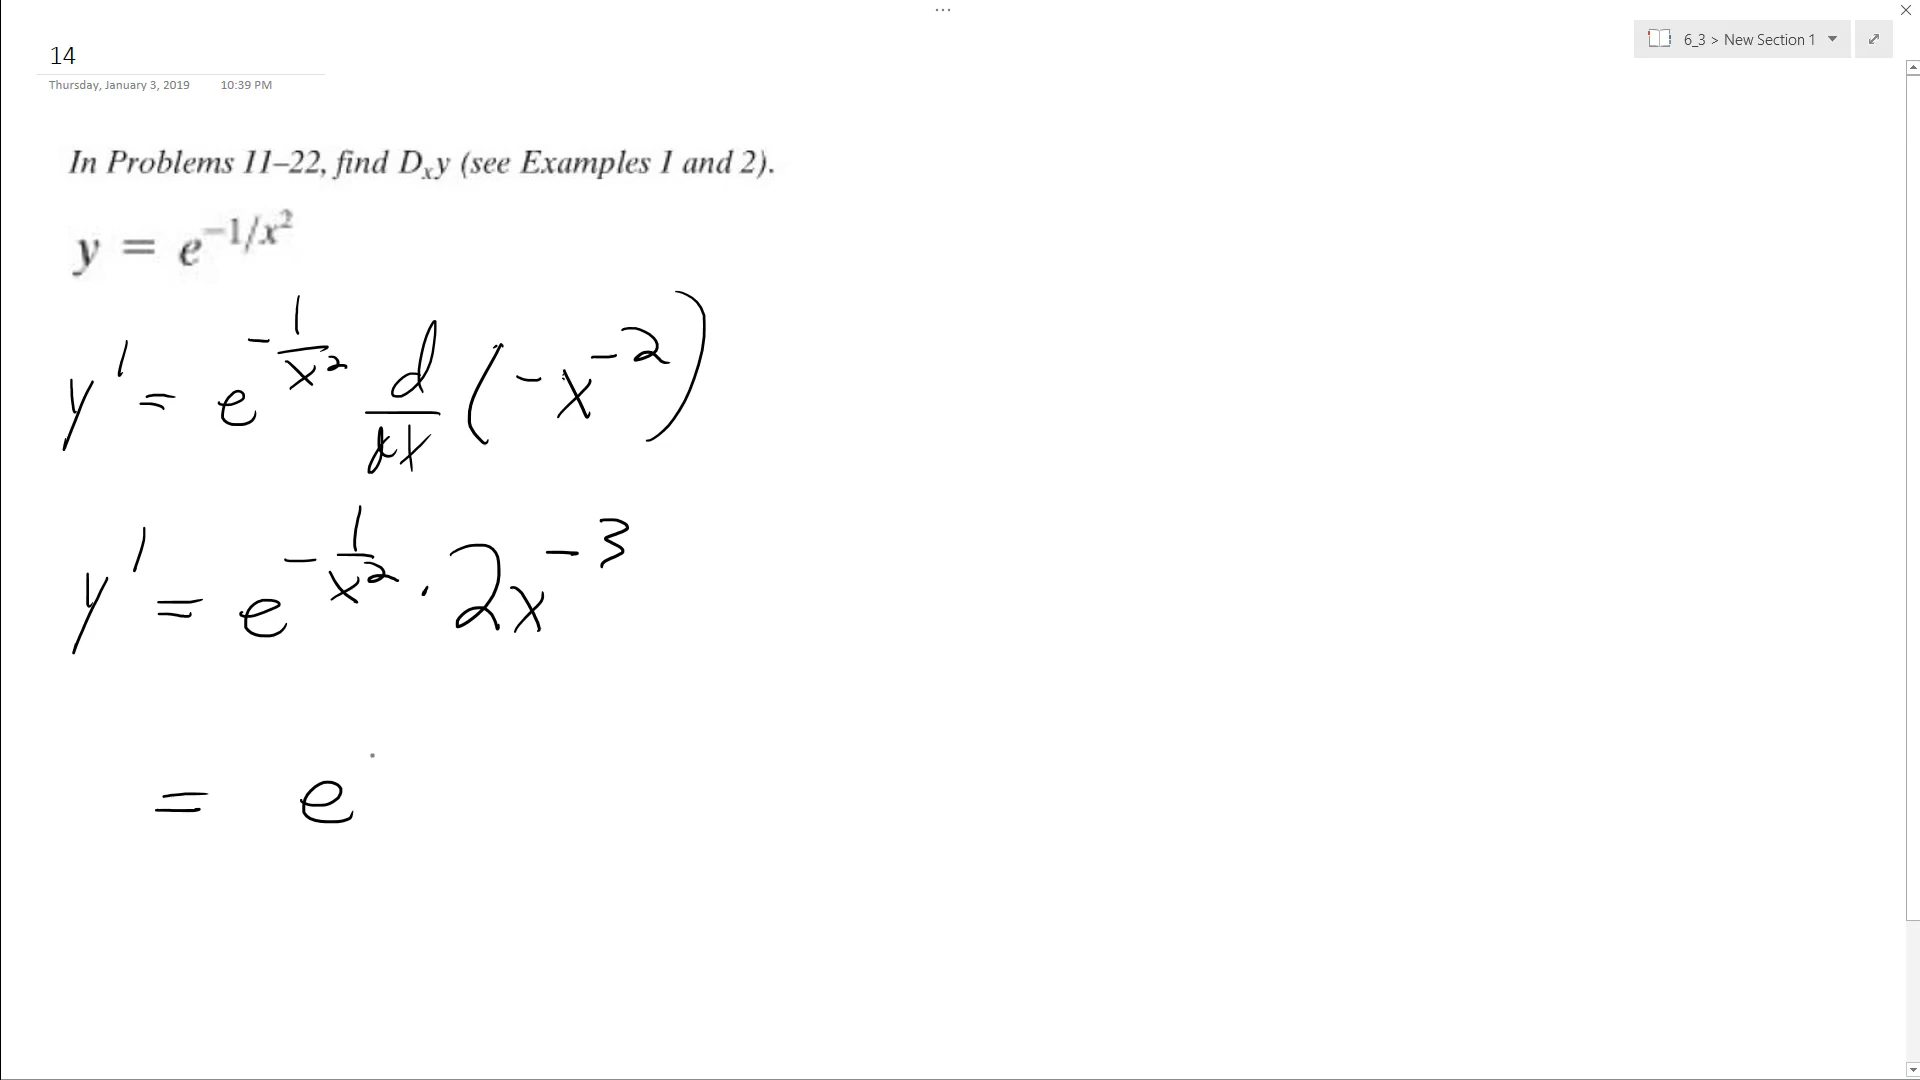 ...
6_3 > New Section 1
14
Thursday, January 3, 2019 10:39 PM
In Problems 11–22, find Dₓy (see Examples 1 and 2).
y = e^{−1/x²}
y' = e^{-1/x²} d/dx (-x^{-2})
y' = e^{-1/x²} · 2x^{-3}
= e